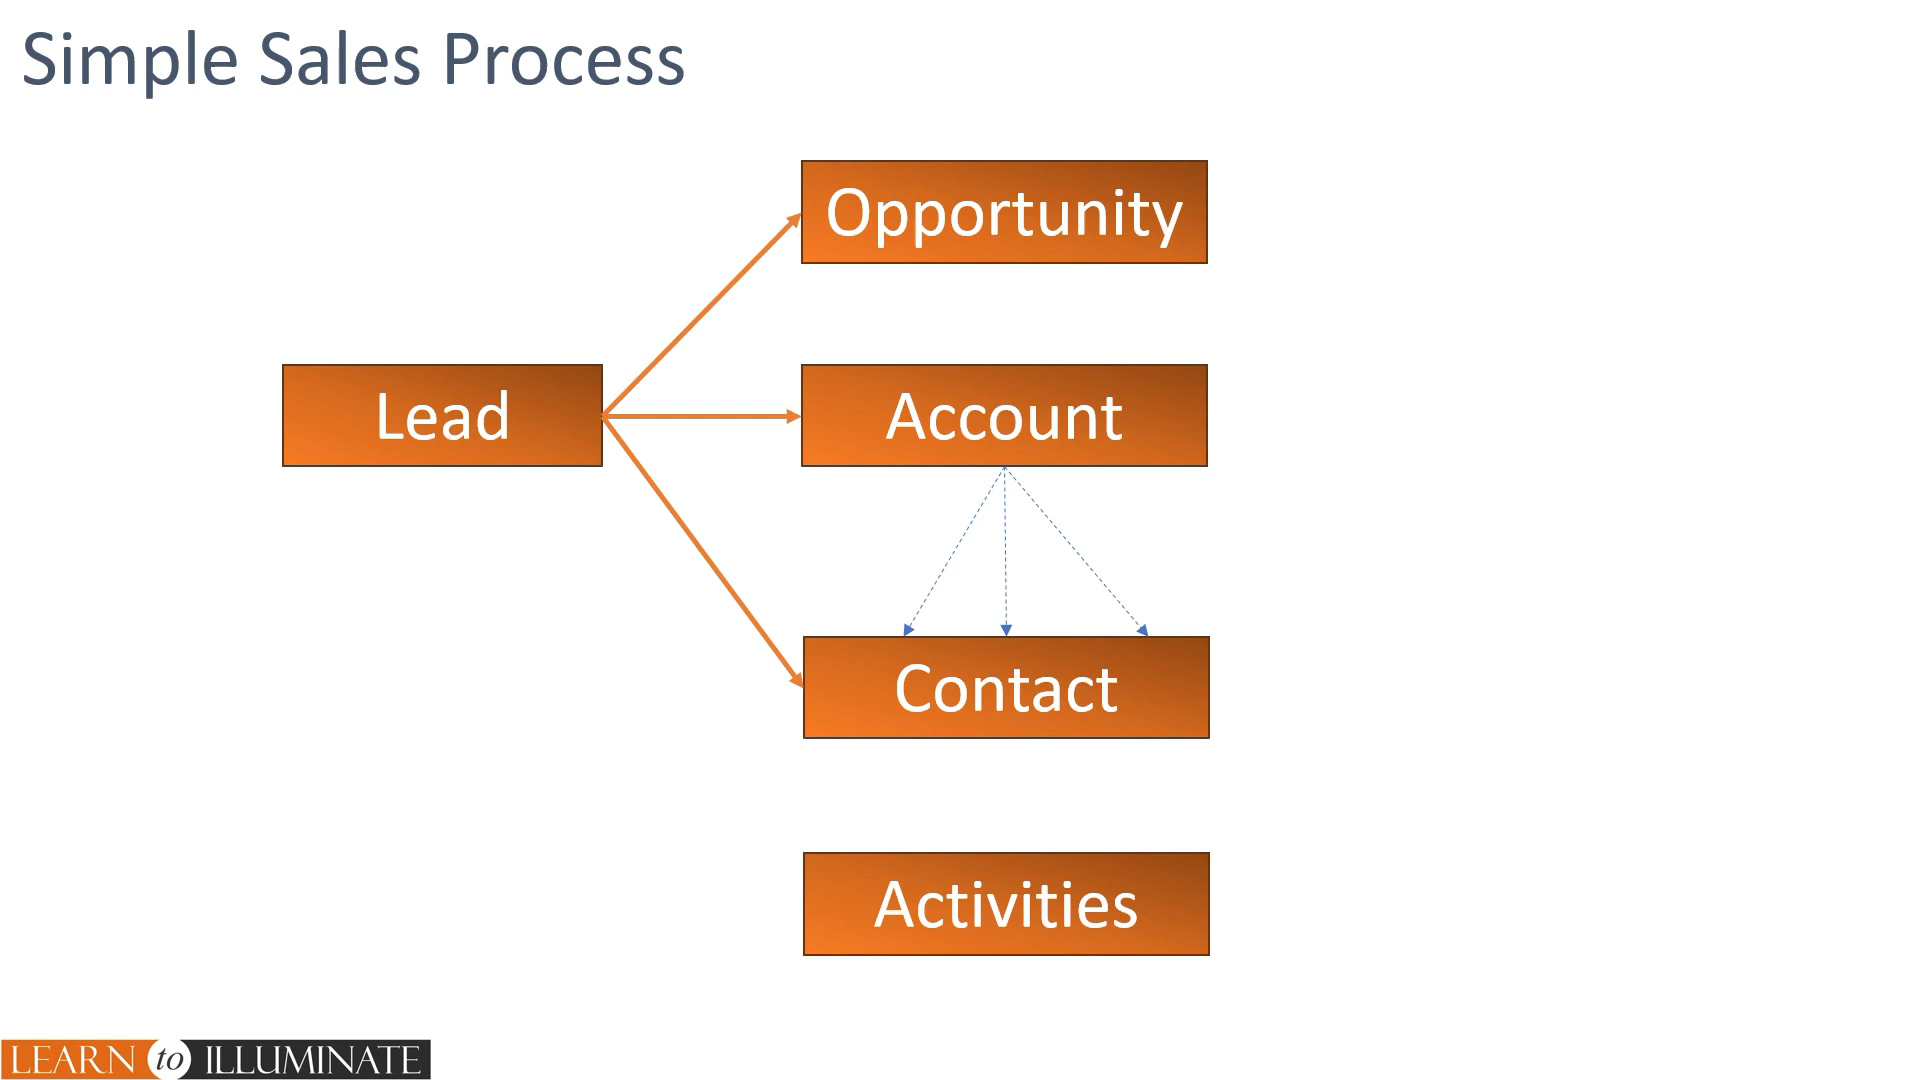 Simple Sales Process
Opportunity
Lead
Account
Contact
Activities
LEARN to ILLUMINATE